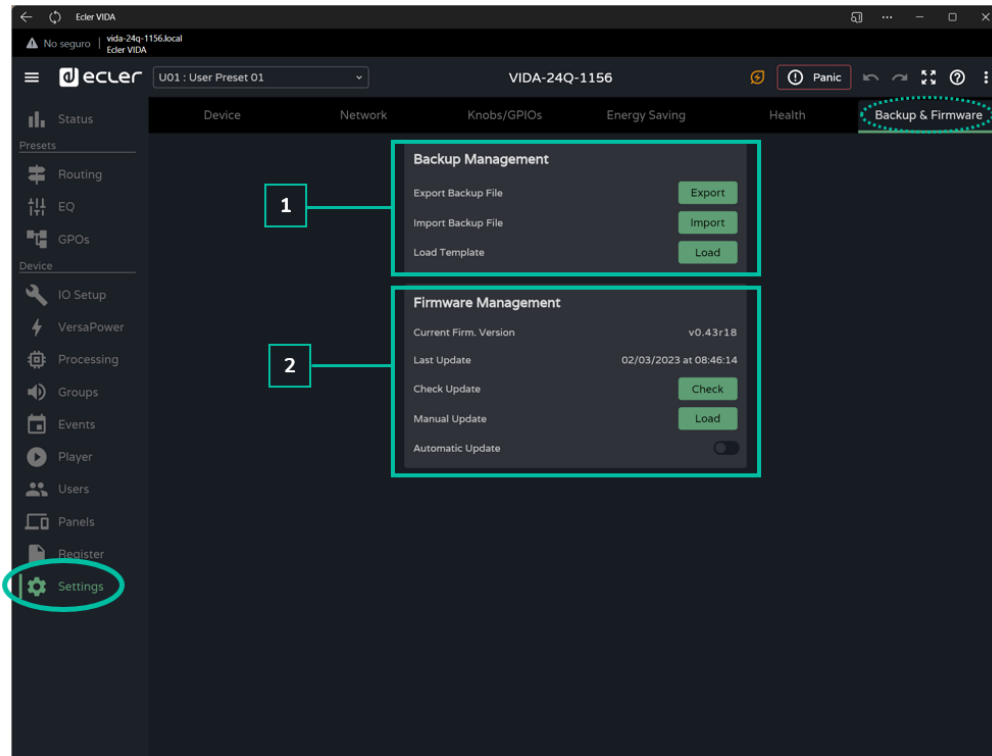 Ecler VIDA
No seguro
vida-24q-1156.local
Ecler VIDA
ecler
U01 : User Preset 01
VIDA-24Q-1156
Panic
Status
Device
Network
Knobs/GPIOs
Energy Saving
Health
Backup & Firmware
Presets
Routing
EQ
GPOs
Device
IO Setup
VersaPower
Processing
Groups
Events
Player
Users
Panels
Register
Settings
1
Backup Management
Export Backup File
Export
Import Backup File
Import
Load Template
Load
2
Firmware Management
Current Firm. Version
v0.43r18
Last Update
02/03/2023 at 08:46:14
Check Update
Check
Manual Update
Load
Automatic Update